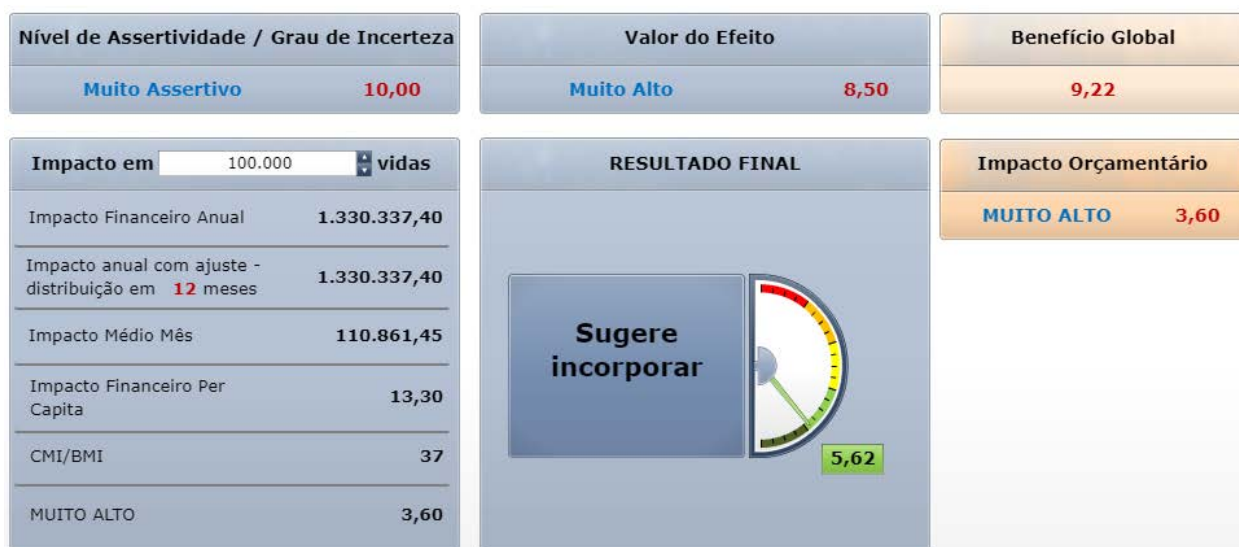 Nível de Assertividade / Grau de Incerteza
Muito Assertivo 10,00
Valor do Efeito
Muito Alto 8,50
Benefício Global
9,22
Impacto em 100.000 vidas
Impacto Financeiro Anual 1.330.337,40
Impacto anual com ajuste -
distribuição em 12 meses 1.330.337,40
Impacto Médio Mês 110.861,45
Impacto Financeiro Per
Capita 13,30
CMI/BMI 37
MUITO ALTO 3,60
RESULTADO FINAL
Sugere
incorporar
5,62
Impacto Orçamentário
MUITO ALTO 3,60